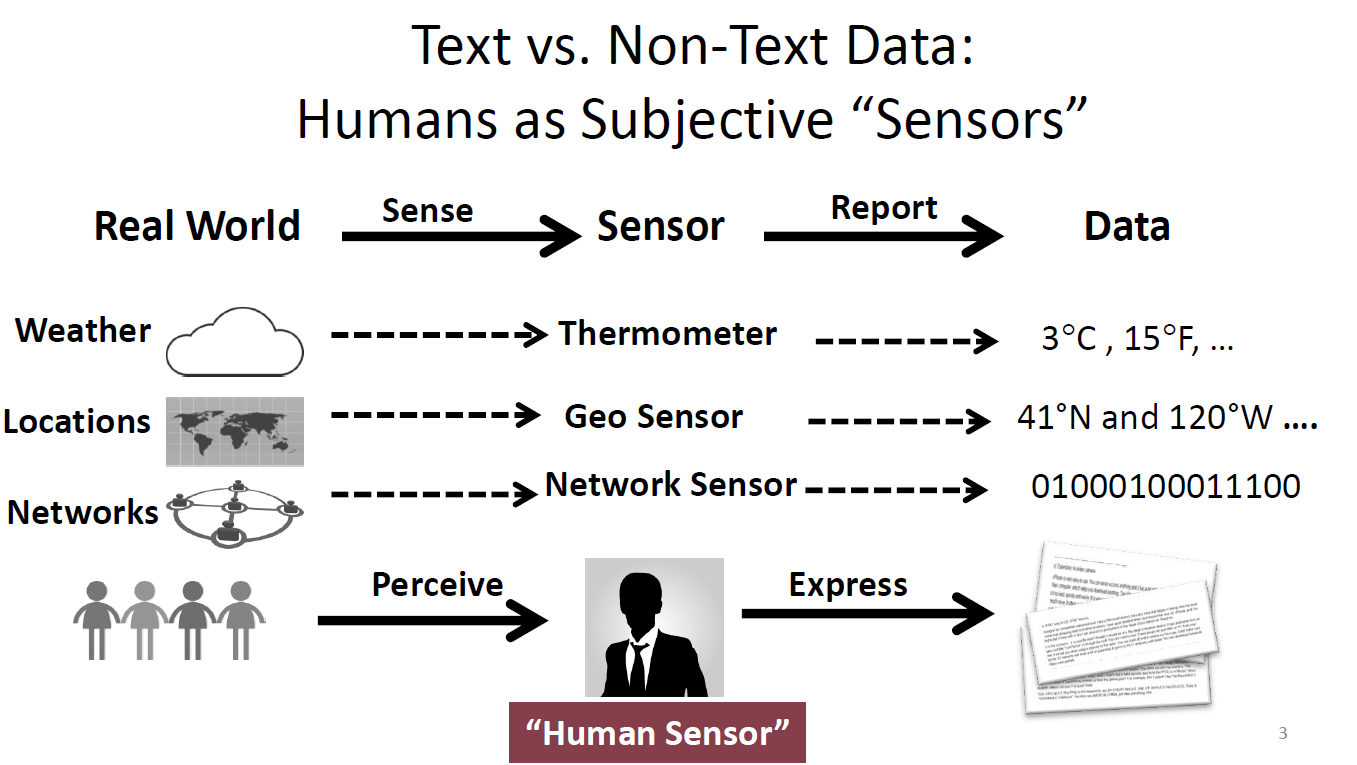 Text vs. Non-Text Data:
Humans as Subjective “Sensors”
Real World
Sense
Sensor
Report
Data
Weather
Thermometer
3°C , 15°F, ...
Locations
Geo Sensor
41°N and 120°W ....
Networks
Network Sensor
01000100011100
Perceive
Express
“Human Sensor”
3